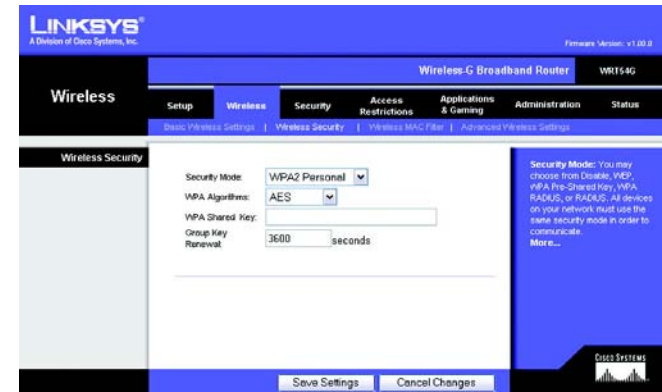 LINKSYS®
A Division of Cisco Systems, Inc.
Firmware Version: v1.00.0
Wireless-G Broadband Router
WRT54G
Wireless
Setup
Wireless
Security
Access Restrictions
Applications & Gaming
Administration
Status
Basic Wireless Settings | Wireless Security | Wireless MAC Filter | Advanced Wireless Settings
Wireless Security
Security Mode: WPA2 Personal
WPA Algorithms: AES
WPA Shared Key:
Group Key Renewal: 3600 seconds
Security Mode: You may
choose from Disable, WEP,
WPA Pre-Shared Key, WPA
RADIUS, or RADIUS. All devices
on your network must use the
same security mode in order to
communicate.
More...
CISCO SYSTEMS
Save Settings
Cancel Changes